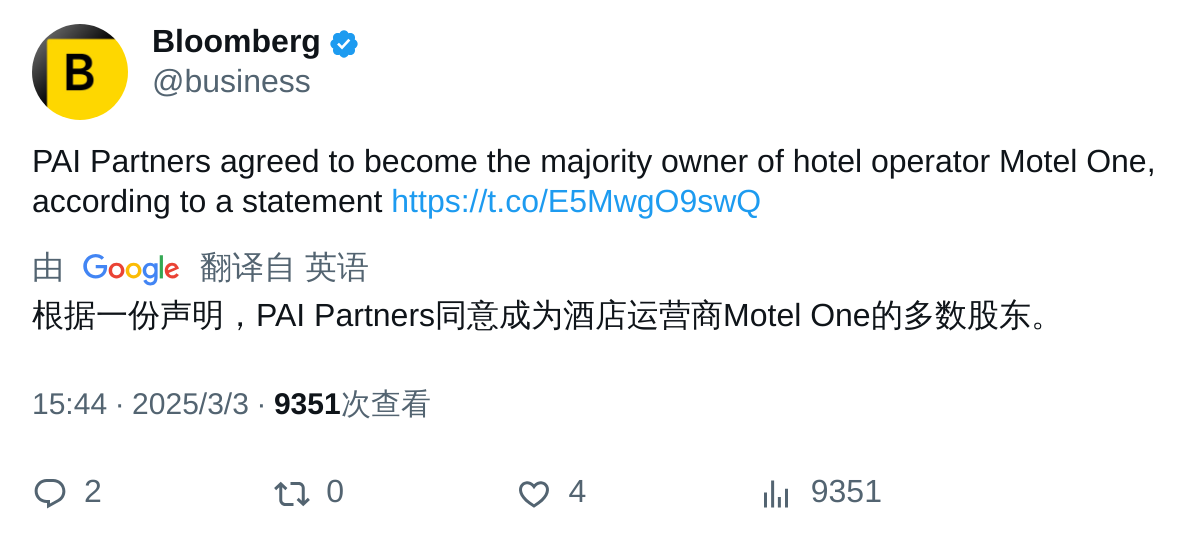 B
Bloomberg
@business
PAI Partners agreed to become the majority owner of hotel operator Motel One,
according to a statement https://t.co/E5MwgO9swQ
由 Google 翻译自 英语
根据一份声明，PAI Partners同意成为酒店运营商Motel One的多数股东。
15:44 · 2025/3/3 · 9351次查看
2 0 4 9351